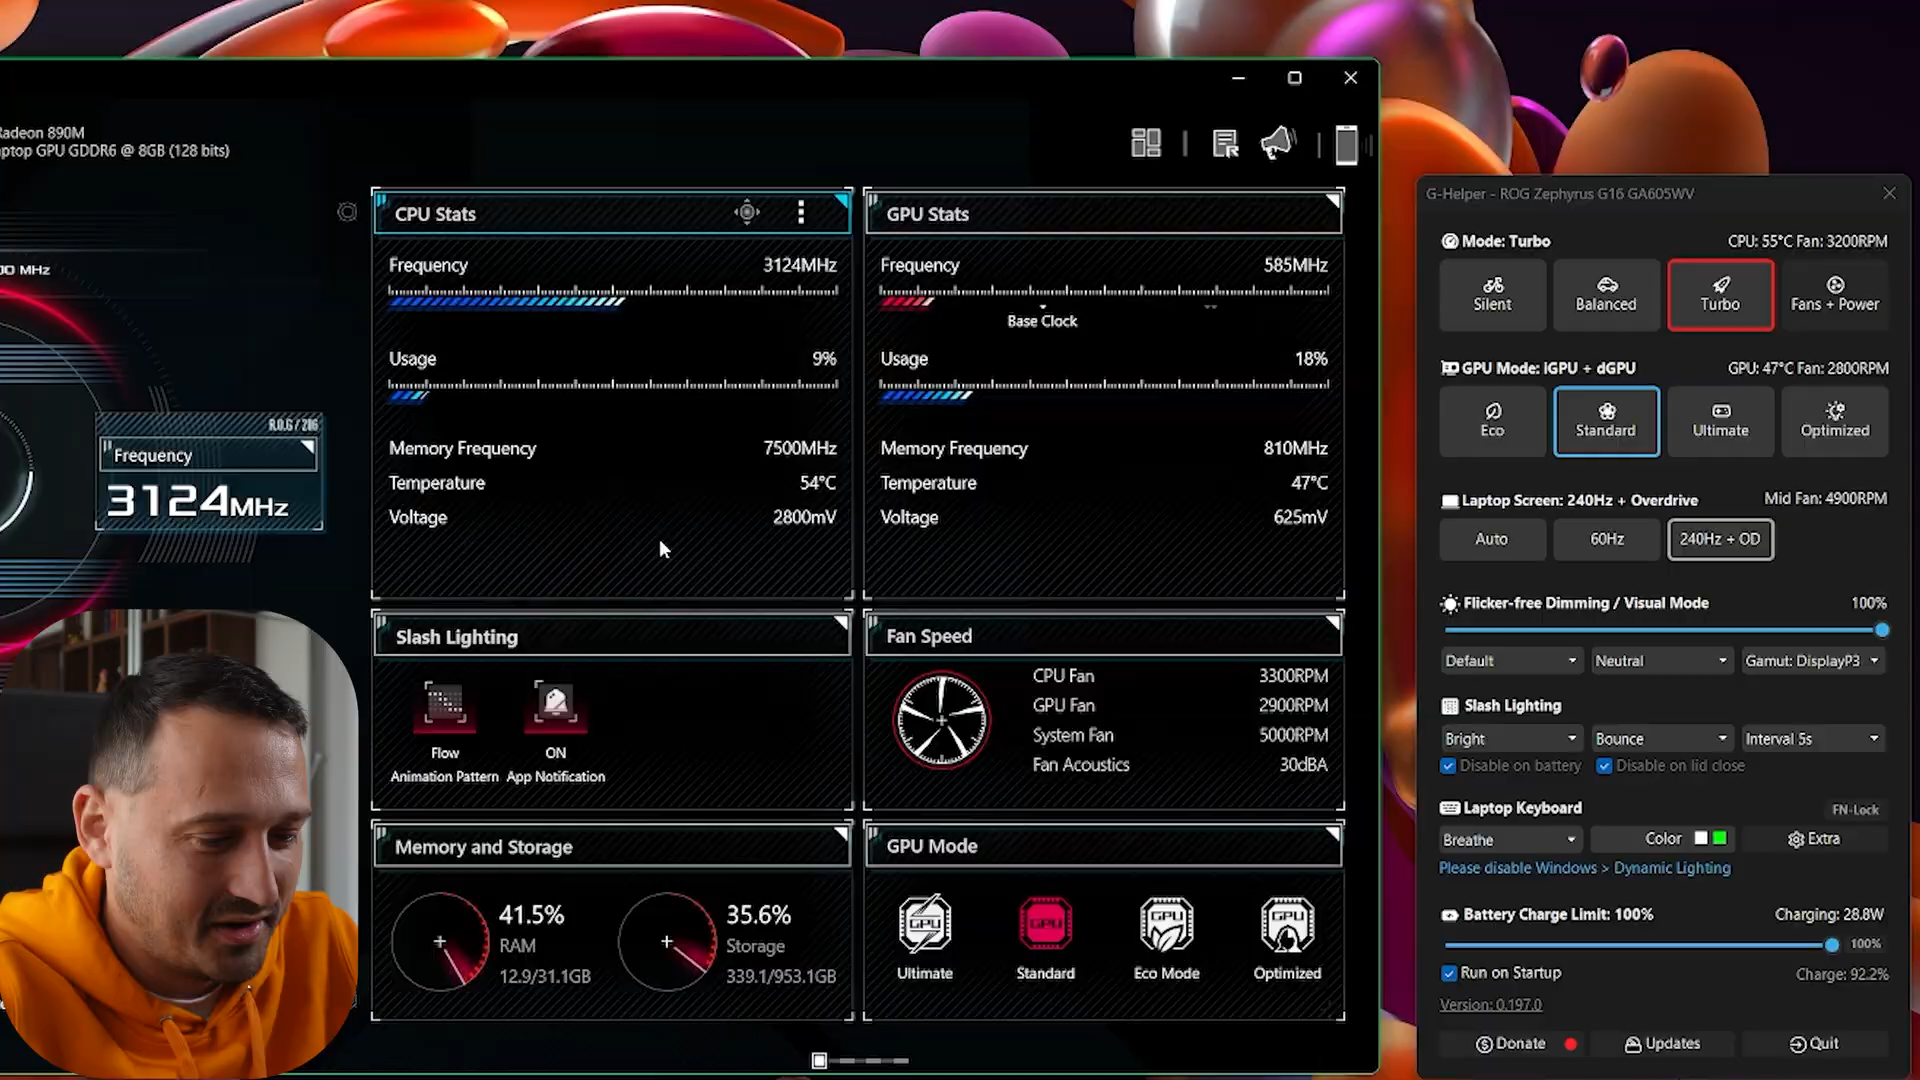 Radeon 890M
aptop GPU GDDR6 @ 8GB (128 bits)
00 MHz
R.O.G / 286
Frequency
3124MHz
CPU Stats
Frequency 3124MHz
Usage 9%
Memory Frequency 7500MHz
Temperature 54°C
Voltage 2800mV
GPU Stats
Frequency 585MHz
Base Clock
Usage 18%
Memory Frequency 810MHz
Temperature 47°C
Voltage 625mV
Slash Lighting
Flow ON
Animation Pattern App Notification
Fan Speed
CPU Fan 3300RPM
GPU Fan 2900RPM
System Fan 5000RPM
Fan Acoustics 30dBA
Memory and Storage
41.5%
RAM
12.9/31.1GB
35.6%
Storage
339.1/953.1GB
GPU Mode
GPU GPU GPU GPU
Ultimate Standard Eco Mode Optimized
G-Helper - ROG Zephyrus G16 GA605WV
Mode: Turbo CPU: 55°C Fan: 3200RPM
Silent Balanced Turbo Fans + Power
GPU Mode: iGPU + dGPU GPU: 47°C Fan: 2800RPM
Eco Standard Ultimate Optimized
Laptop Screen: 240Hz + Overdrive Mid Fan: 4900RPM
Auto 60Hz 240Hz + OD
Flicker-free Dimming / Visual Mode 100%
Default Neutral Gamut: DisplayP3
Slash Lighting
Bright Bounce Interval 5s
Disable on battery Disable on lid close
Laptop Keyboard FN-Lock
Breathe Color Extra
Please disable Windows > Dynamic Lighting
Battery Charge Limit: 100% Charging: 28.8W
100%
Run on Startup Charge: 92.2%
Version: 0.197.0
Donate Updates Quit